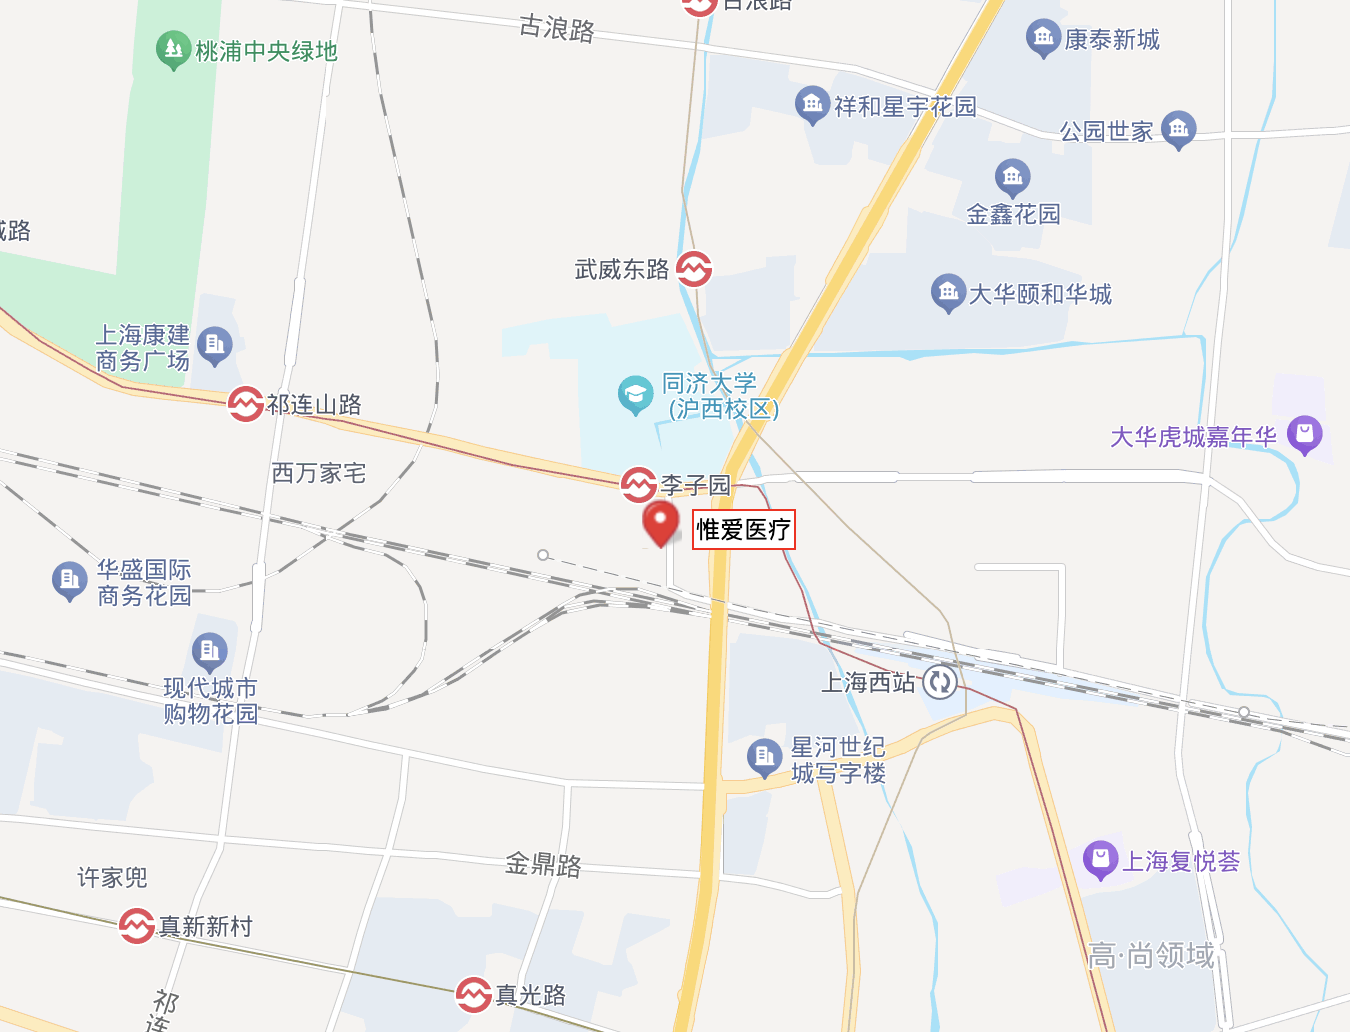 古浪路
古浪路
康泰新城
桃浦中央绿地
祥和星宇花园
公园世家
金鑫花园
武威东路
大华颐和华城
上海康建
商务广场
同济大学
(沪西校区)
祁连山路
大华虎城嘉年华
西万家宅
李子园
惟爱医疗
华盛国际
商务花园
现代城市
购物花园
上海西站
星河世纪
城写字楼
金鼎路
许家兜
上海复悦荟
真新新村
高·尚领域
真光路
祁
连